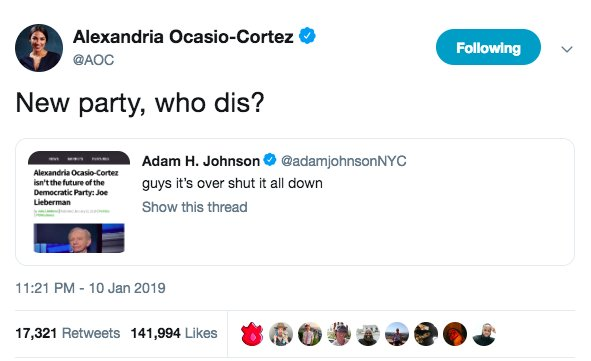 Alexandria Ocasio-Cortez
@AOC
Following
New party, who dis?
Adam H. Johnson @adamjohnsonNYC
guys it's over shut it all down
Show this thread
Alexandria Ocasio-Cortez
isn't the future of the
Democratic Party: Joe
Lieberman
11:21 PM - 10 Jan 2019
17,321 Retweets 141,994 Likes